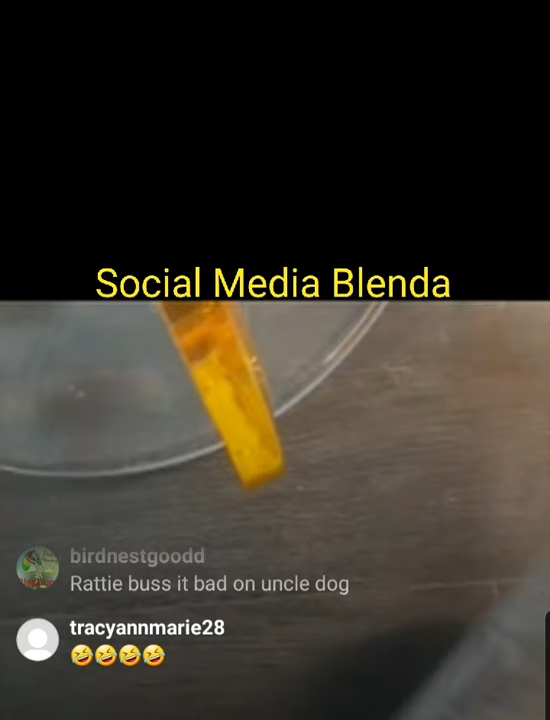 Social Media Blenda
birdnestgoodd
Rattie buss it bad on uncle dog
tracyannmarie28
🤣🤣🤣🤣